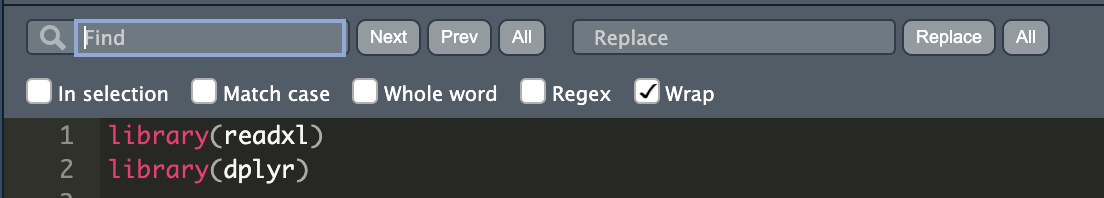 Find Next Prev All Replace Replace All
In selection Match case Whole word Regex Wrap
1 library(readxl)
2 library(dplyr)